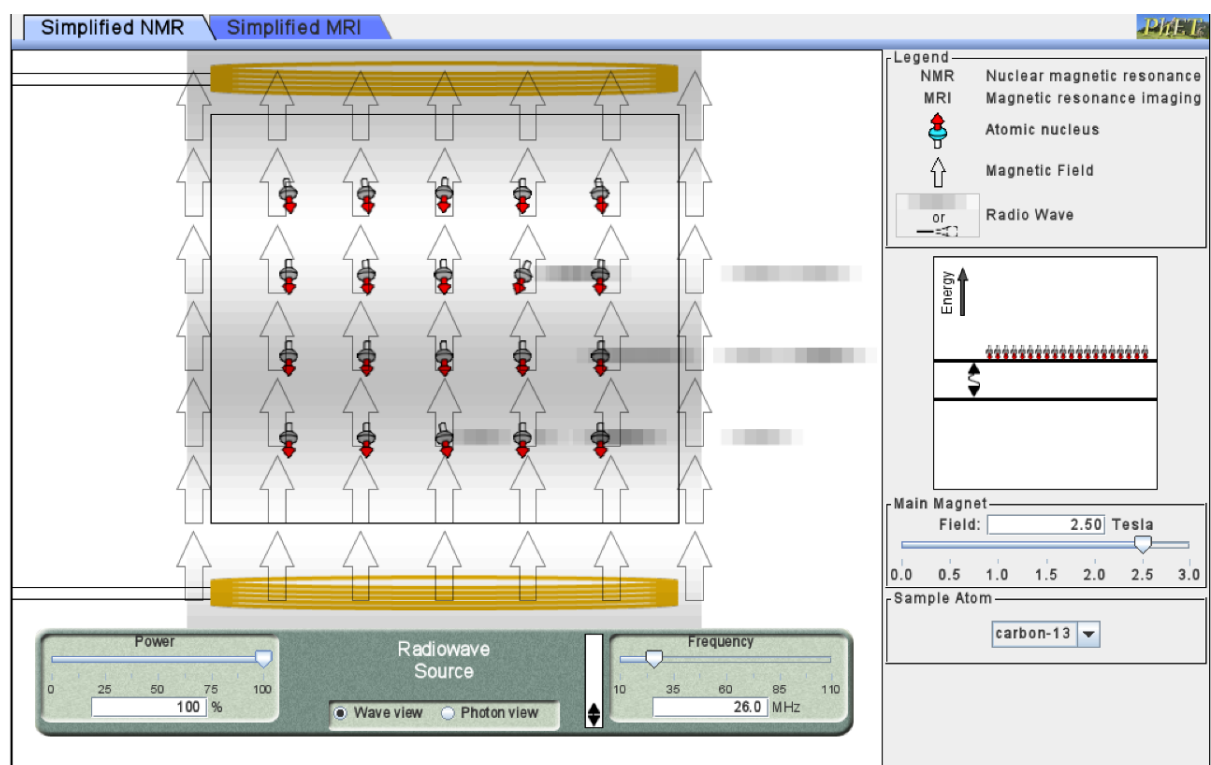 Simplified NMR Simplified MRI PhET
Legend
NMR Nuclear magnetic resonance
MRI Magnetic resonance imaging
Atomic nucleus
Magnetic Field
or
Radio Wave
Energy
Main Magnet
Field: 2.50 Tesla
0.0 0.5 1.0 1.5 2.0 2.5 3.0
Sample Atom
carbon-13
Power
0 25 50 75 100
100 %
Radiowave
Source
Wave view Photon view
Frequency
10 35 60 85 110
26.0 MHz